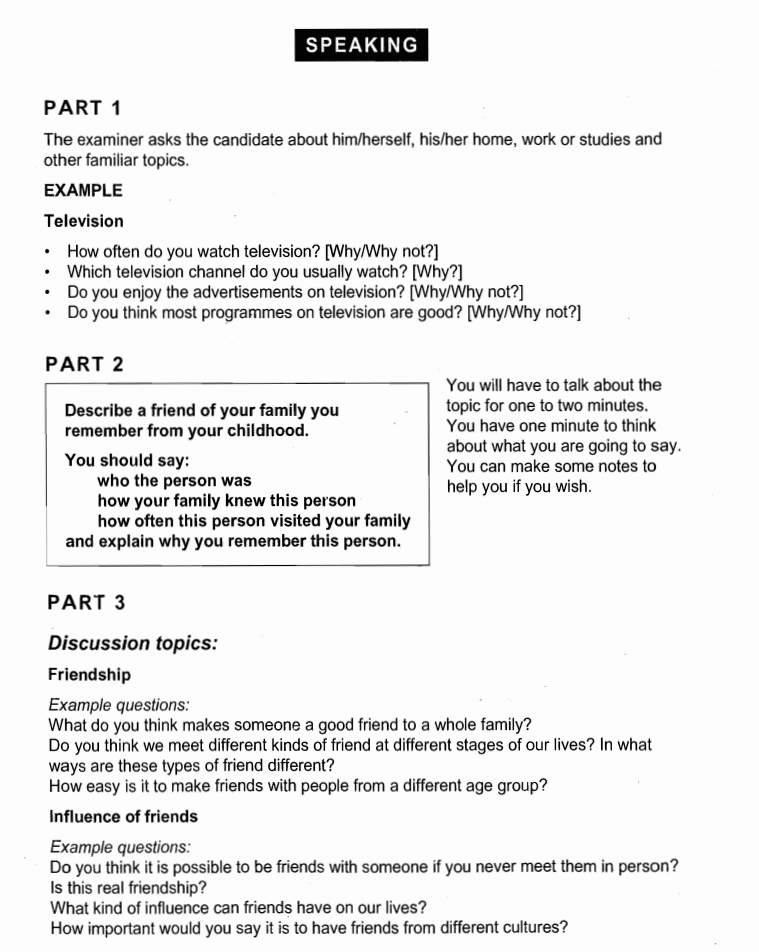 SPEAKING
PART 1
The examiner asks the candidate about him/herself, his/her home, work or studies and
other familiar topics.
EXAMPLE
Television
• How often do you watch television? [Why/Why not?]
• Which television channel do you usually watch? [Why?]
• Do you enjoy the advertisements on television? [Why/Why not?]
• Do you think most programmes on television are good? [Why/Why not?]
PART 2
Describe a friend of your family you
remember from your childhood.
You should say:
who the person was
how your family knew this person
how often this person visited your family
and explain why you remember this person.
You will have to talk about the
topic for one to two minutes.
You have one minute to think
about what you are going to say.
You can make some notes to
help you if you wish.
PART 3
Discussion topics:
Friendship
Example questions:
What do you think makes someone a good friend to a whole family?
Do you think we meet different kinds of friend at different stages of our lives? In what
ways are these types of friend different?
How easy is it to make friends with people from a different age group?
Influence of friends
Example questions:
Do you think it is possible to be friends with someone if you never meet them in person?
Is this real friendship?
What kind of influence can friends have on our lives?
How important would you say it is to have friends from different cultures?